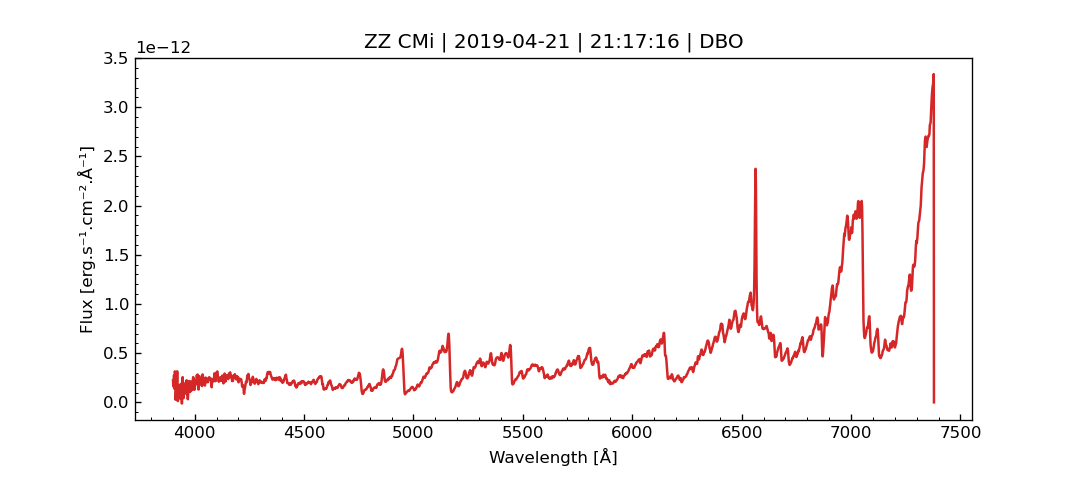 ZZ CMi | 2019-04-21 | 21:17:16 | DBO
1e−12
3.5
3.0
2.5
2.0
1.5
1.0
0.5
0.0
Flux [erg.s⁻¹.cm⁻².Å⁻¹]
4000 4500 5000 5500 6000 6500 7000 7500
Wavelength [Å]